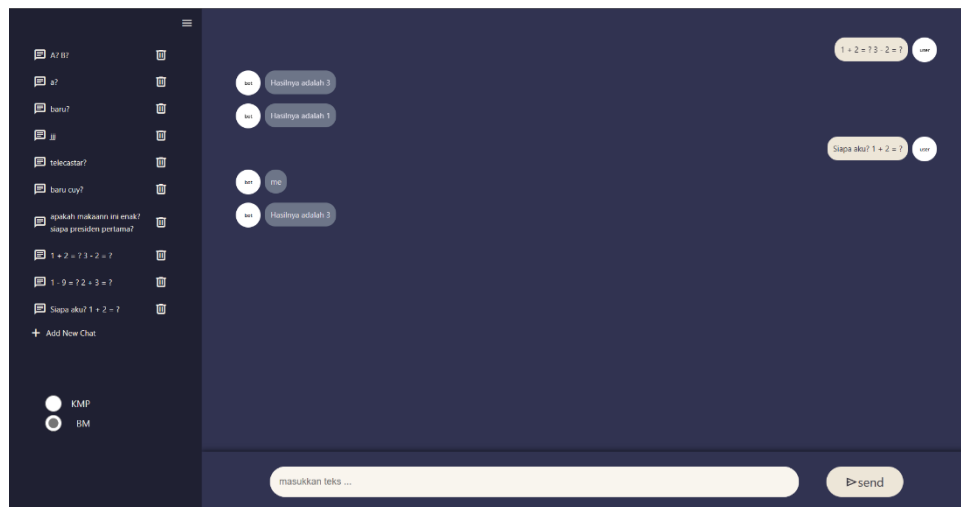 A? B?
a?
baru?
jjj
telecastar?
baru cuy?
apakah makaann ini enak?
siapa presiden pertama?
1 + 2 = ? 3 - 2 = ?
1 - 9 = ? 2 + 3 = ?
Siapa aku? 1 + 2 = ?
+ Add New Chat
KMP
BM
1 + 2 = ? 3 - 2 = ?
user
bot
Hasilnya adalah 3
bot
Hasilnya adalah 1
Siapa aku? 1 + 2 = ?
user
bot
me
bot
Hasilnya adalah 3
masukkan teks ...
send